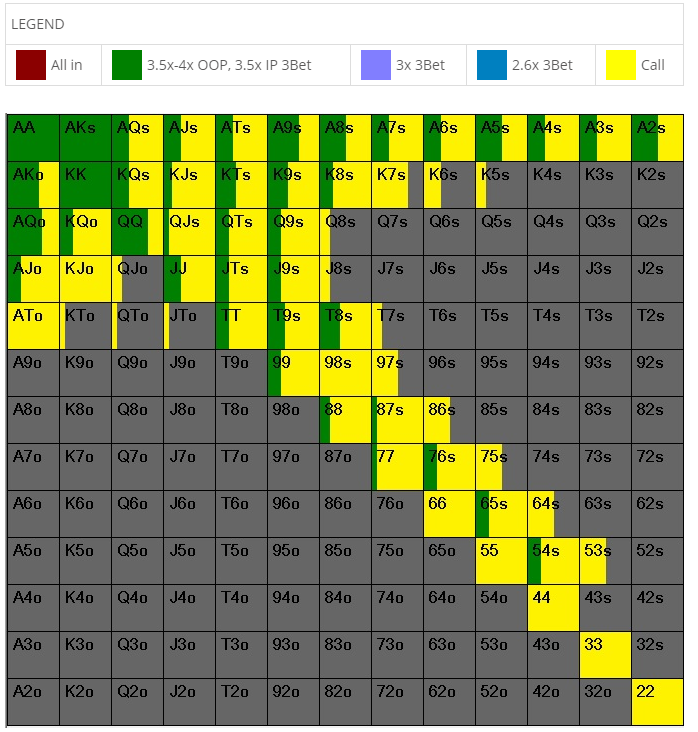 LEGEND
All in 3.5x-4x OOP, 3.5x IP 3Bet 3x 3Bet 2.6x 3Bet Call
AA AKs AQs AJs ATs A9s A8s A7s A6s A5s A4s A3s A2s
AKo KK KQs KJs KTs K9s K8s K7s K6s K5s K4s K3s K2s
AQo KQo QQ QJs QTs Q9s Q8s Q7s Q6s Q5s Q4s Q3s Q2s
AJo KJo QJo JJ JTs J9s J8s J7s J6s J5s J4s J3s J2s
ATo KTo QTo JTo TT T9s T8s T7s T6s T5s T4s T3s T2s
A9o K9o Q9o J9o T9o 99 98s 97s 96s 95s 94s 93s 92s
A8o K8o Q8o J8o T8o 98o 88 87s 86s 85s 84s 83s 82s
A7o K7o Q7o J7o T7o 97o 87o 77 76s 75s 74s 73s 72s
A6o K6o Q6o J6o T6o 96o 86o 76o 66 65s 64s 63s 62s
A5o K5o Q5o J5o T5o 95o 85o 75o 65o 55 54s 53s 52s
A4o K4o Q4o J4o T4o 94o 84o 74o 64o 54o 44 43s 42s
A3o K3o Q3o J3o T3o 93o 83o 73o 63o 53o 43o 33 32s
A2o K2o Q2o J2o T2o 92o 82o 72o 62o 52o 42o 32o 22